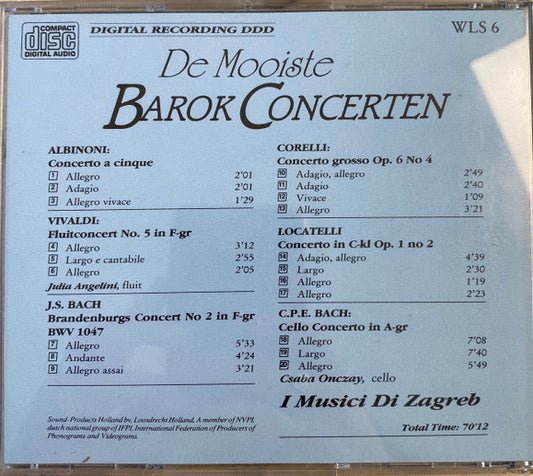 COMPACT
disc
DIGITAL AUDIO
DIGITAL RECORDING DDD
WLS 6
De Mooiste
BAROK CONCERTEN
ALBINONI:
Concerto a cinque
1 Allegro 2'01
2 Adagio 2'01
3 Allegro vivace 1'29
VIVALDI:
Fluitconcert No. 5 in F-gr
4 Allegro 3'12
5 Largo e cantabile 2'55
6 Allegro 2'05
Julia Angelini, fluit
J.S. BACH
Brandenburgs Concert No 2 in F-gr
BWV 1047
7 Allegro 5'33
8 Andante 4'24
9 Allegro assai 3'21
CORELLI:
Concerto grosso Op. 6 No 4
10 Adagio, allegro 2'49
11 Adagio 2'40
12 Vivace 1'09
13 Allegro 3'21
LOCATELLI
Concerto in C-kl Op. 1 no 2
14 Adagio, allegro 4'39
15 Largo 2'30
16 Allegro 1'19
17 Allegro 2'23
C.P.E. BACH:
Cello Concerto in A-gr
18 Allegro 7'08
19 Largo 7'40
20 Allegro 5'49
Csaba Onczay, cello
I Musici Di Zagreb
Total Time: 70'12
Sound-Products Holland bv, Loosdrecht Holland, A member of NVPI,
dutch national group of IFPI, International Federation of Producers of
Phonograms and Videograms.